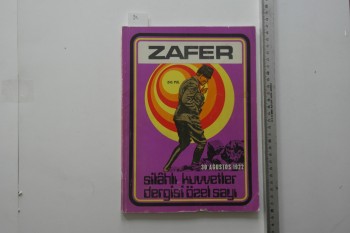 ZAFER
30 AĞUSTOS 1922
silâhlı kuvvetler
dergisi özel sayı